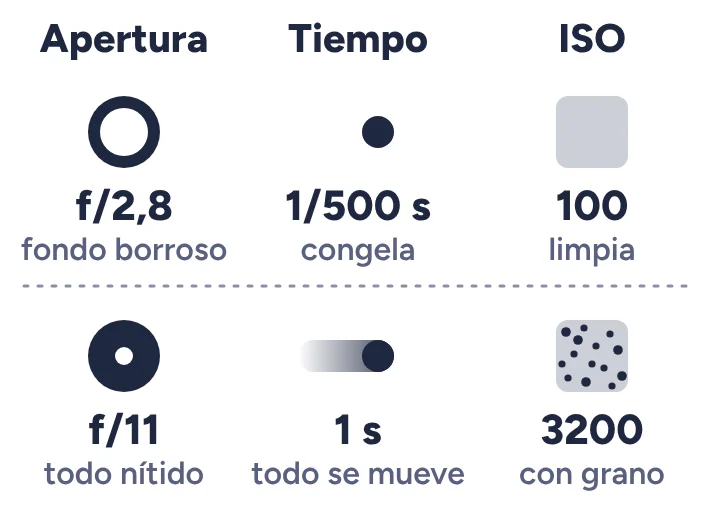 Apertura Tiempo ISO
f/2,8 1/500 s 100
fondo borroso congela limpia
f/11 1 s 3200
todo nítido todo se mueve con grano